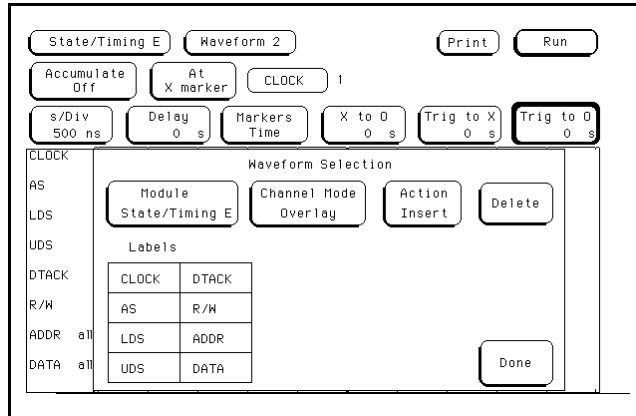 State/Timing E Waveform 2 Print Run
Accumulate Off At X marker CLOCK 1
s/Div 500 ns Delay 0 s Markers Time X to O 0 s Trig to X 0 s Trig to O 0 s
CLOCK
AS
LDS
UDS
DTACK
R/W
ADDR all
DATA all
Waveform Selection
Module State/Timing E Channel Mode Overlay Action Insert Delete
Labels
CLOCK DTACK
AS R/W
LDS ADDR
UDS DATA
Done